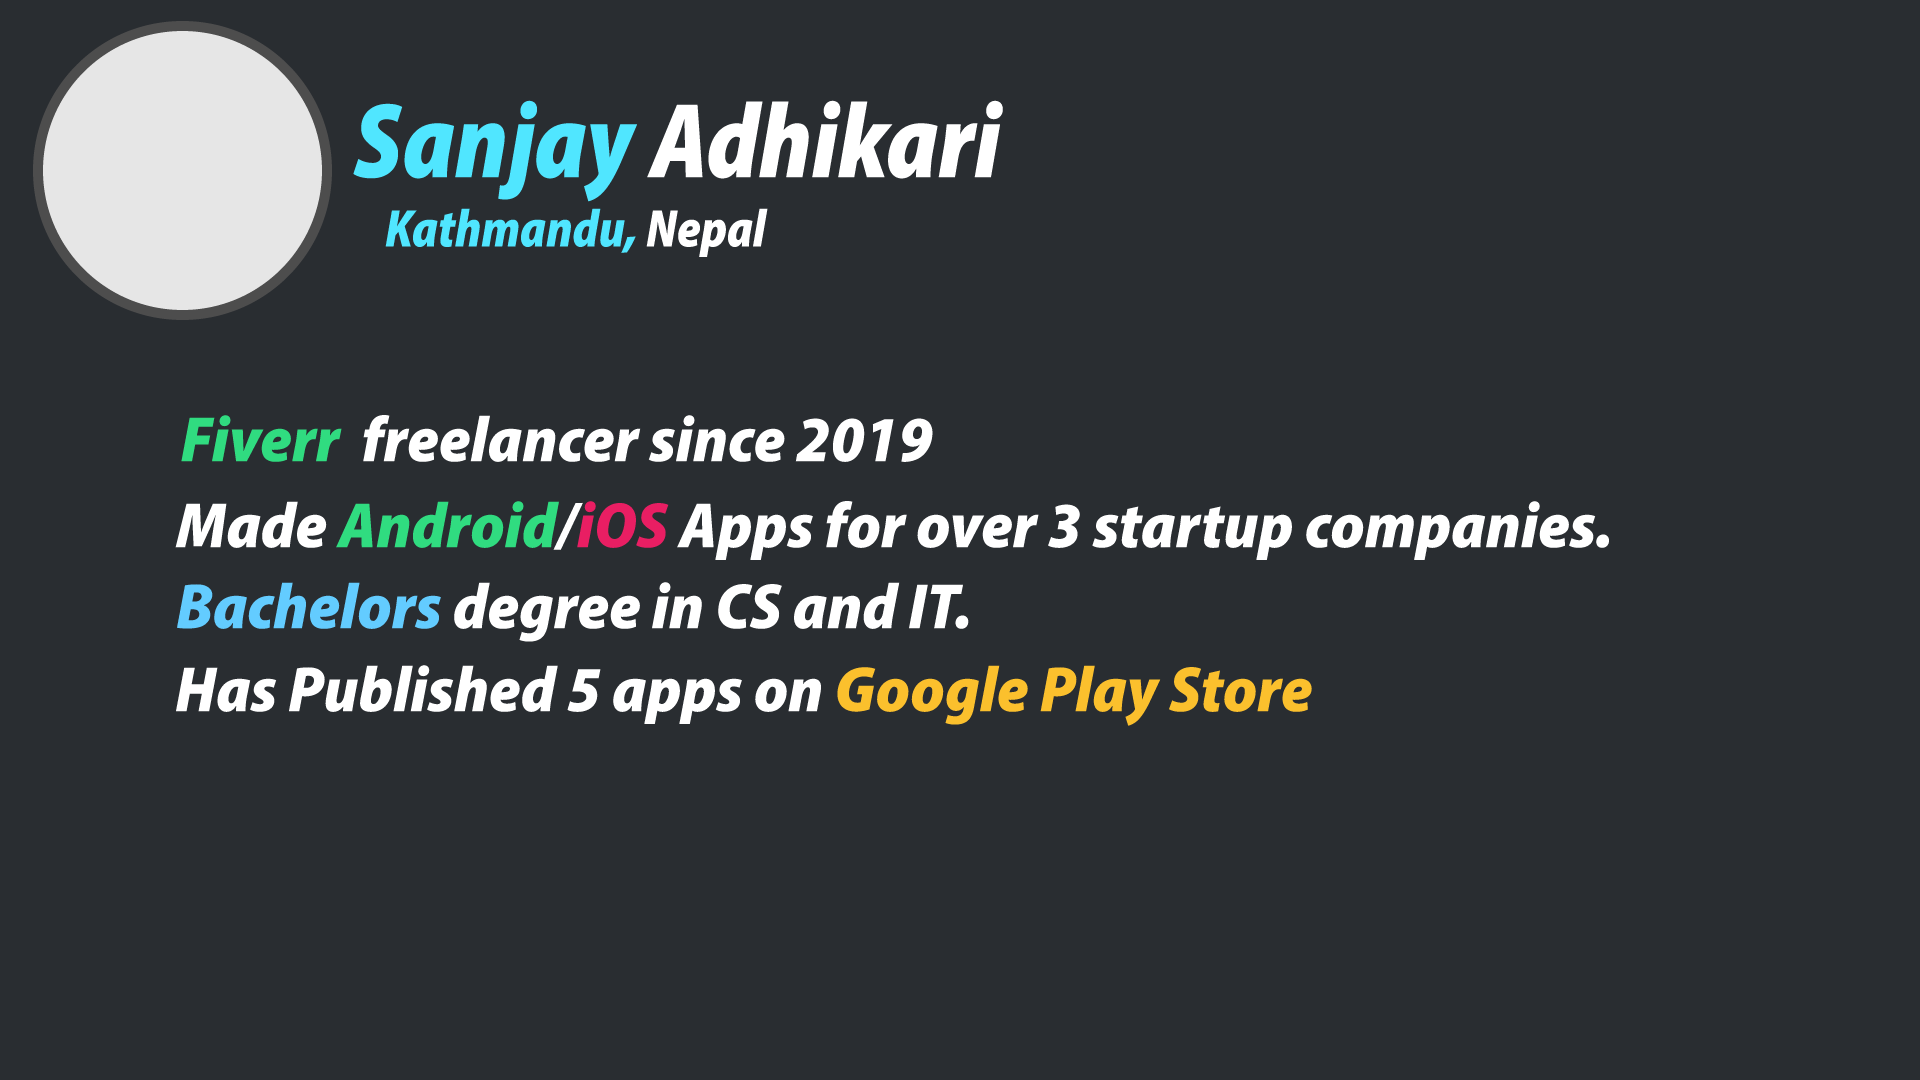 Sanjay Adhikari
Kathmandu, Nepal
Fiverr freelancer since 2019
Made Android/iOS Apps for over 3 startup companies.
Bachelors degree in CS and IT.
Has Published 5 apps on Google Play Store